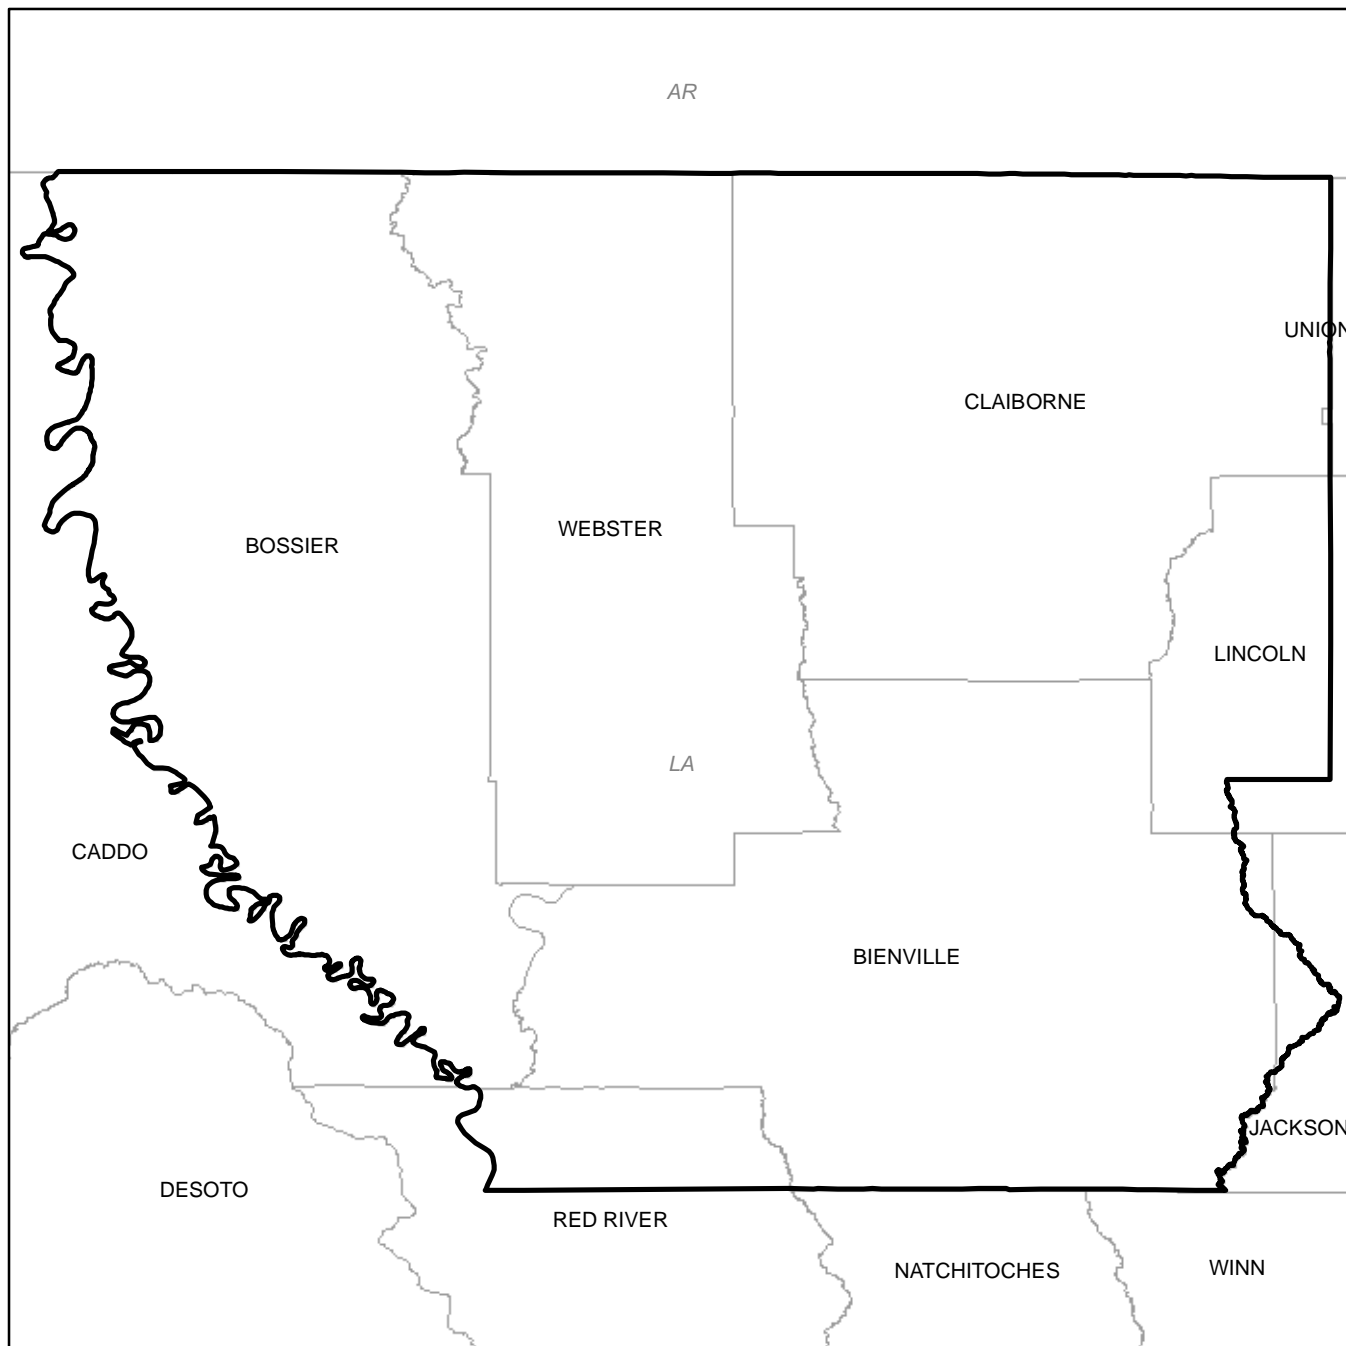 AR
UNION
CLAIBORNE
WEBSTER
BOSSIER
LINCOLN
LA
CADDO
BIENVILLE
JACKSON
DESOTO
RED RIVER
WINN
NATCHITOCHES